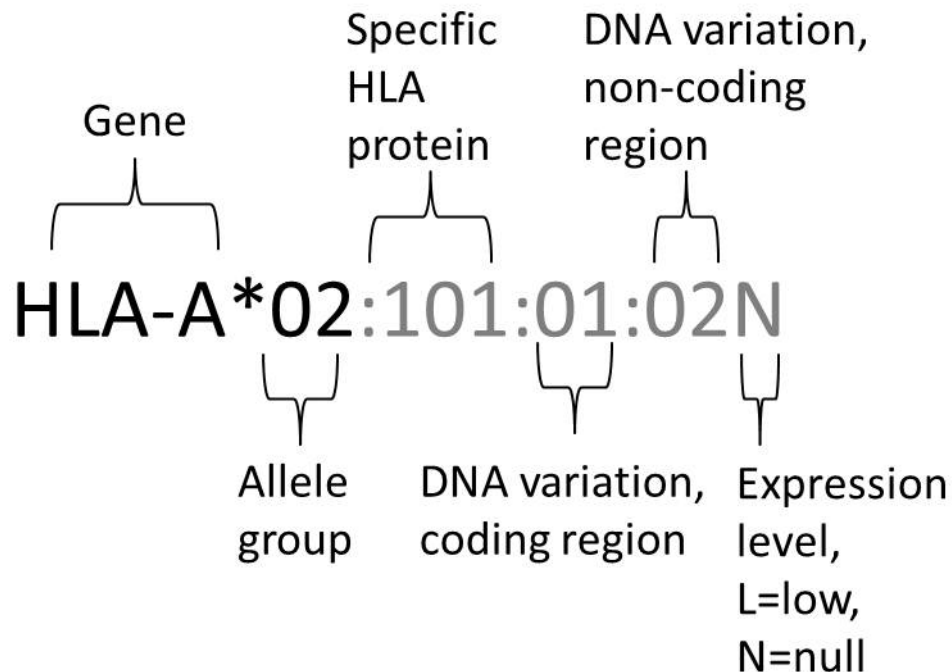 Gene
Specific
HLA
protein
DNA variation,
non-coding
region
HLA-A*02:101:01:02N
Allele
group
DNA variation,
coding region
Expression
level,
L=low,
N=null